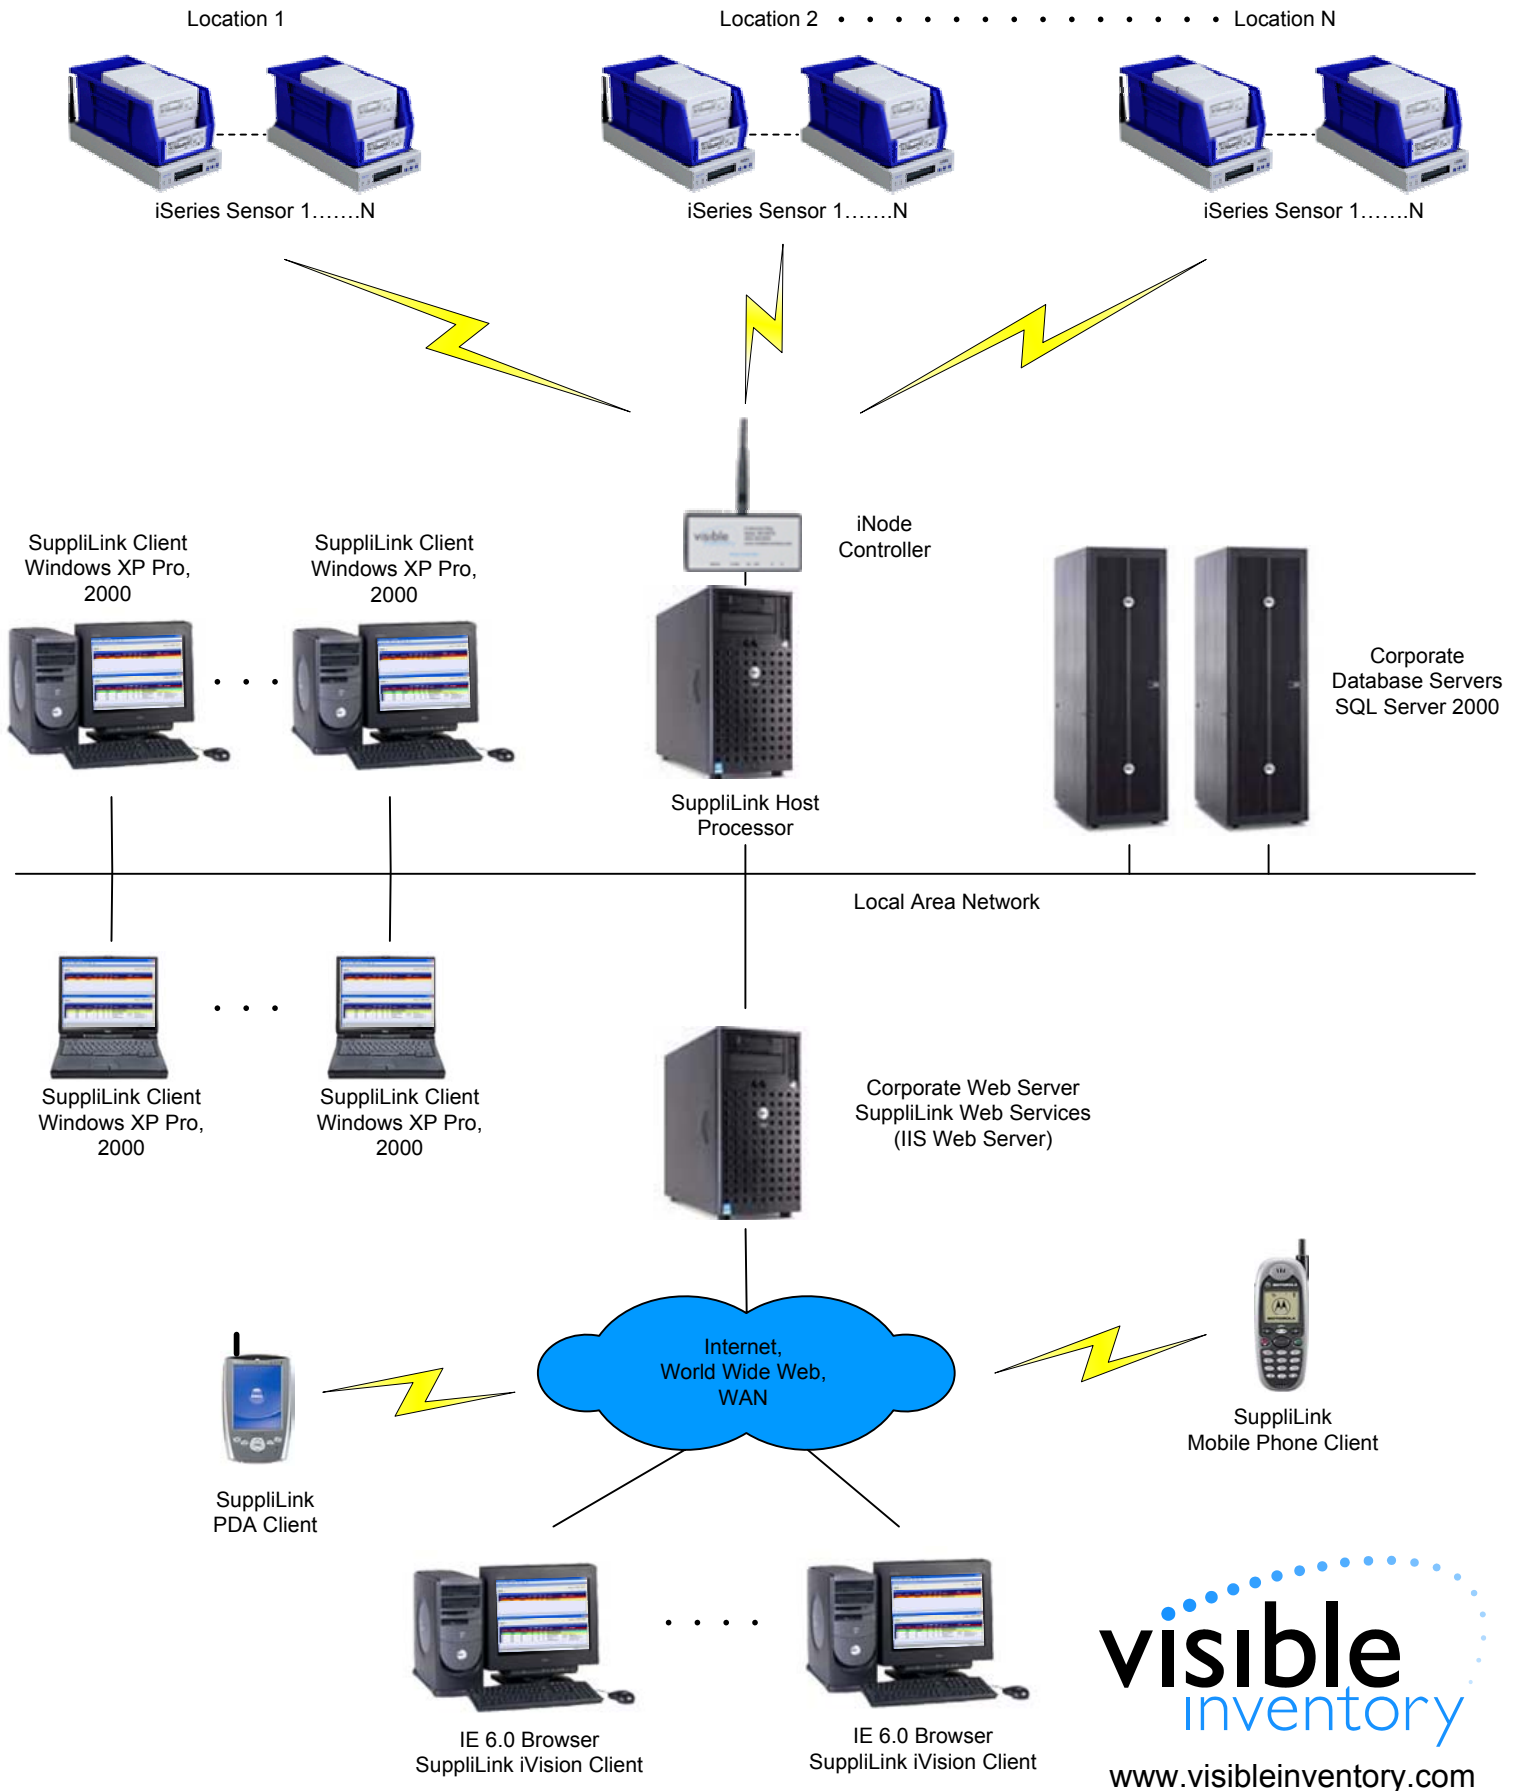 Location 1
Location 2 . . . . . . . . . . . . . . Location N
iSeries Sensor 1…….N
iSeries Sensor 1…….N
iSeries Sensor 1…….N
visible
inventory
iNode
Controller
SuppliLink Client
Windows XP Pro,
2000
SuppliLink Client
Windows XP Pro,
2000
Corporate
Database Servers
SQL Server 2000
SuppliLink Host
Processor
Local Area Network
SuppliLink Client
Windows XP Pro,
2000
SuppliLink Client
Windows XP Pro,
2000
Corporate Web Server
SuppliLink Web Services
(IIS Web Server)
Internet,
World Wide Web,
WAN
SuppliLink
Mobile Phone Client
SuppliLink
PDA Client
IE 6.0 Browser
SuppliLink iVision Client
IE 6.0 Browser
SuppliLink iVision Client
visible
inventory
www.visibleinventory.com